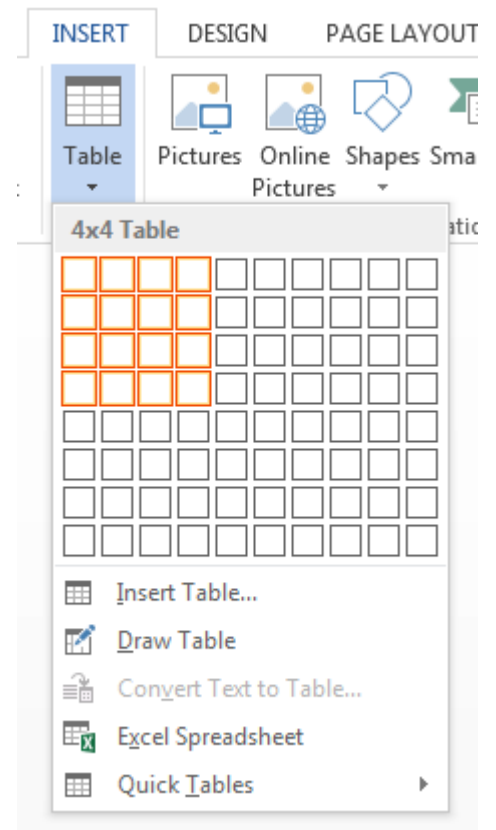 INSERT DESIGN PAGE LAYOUT
Table Pictures Online Shapes Sma
Pictures
4x4 Table
Insert Table...
Draw Table
Convert Text to Table...
Excel Spreadsheet
Quick Tables